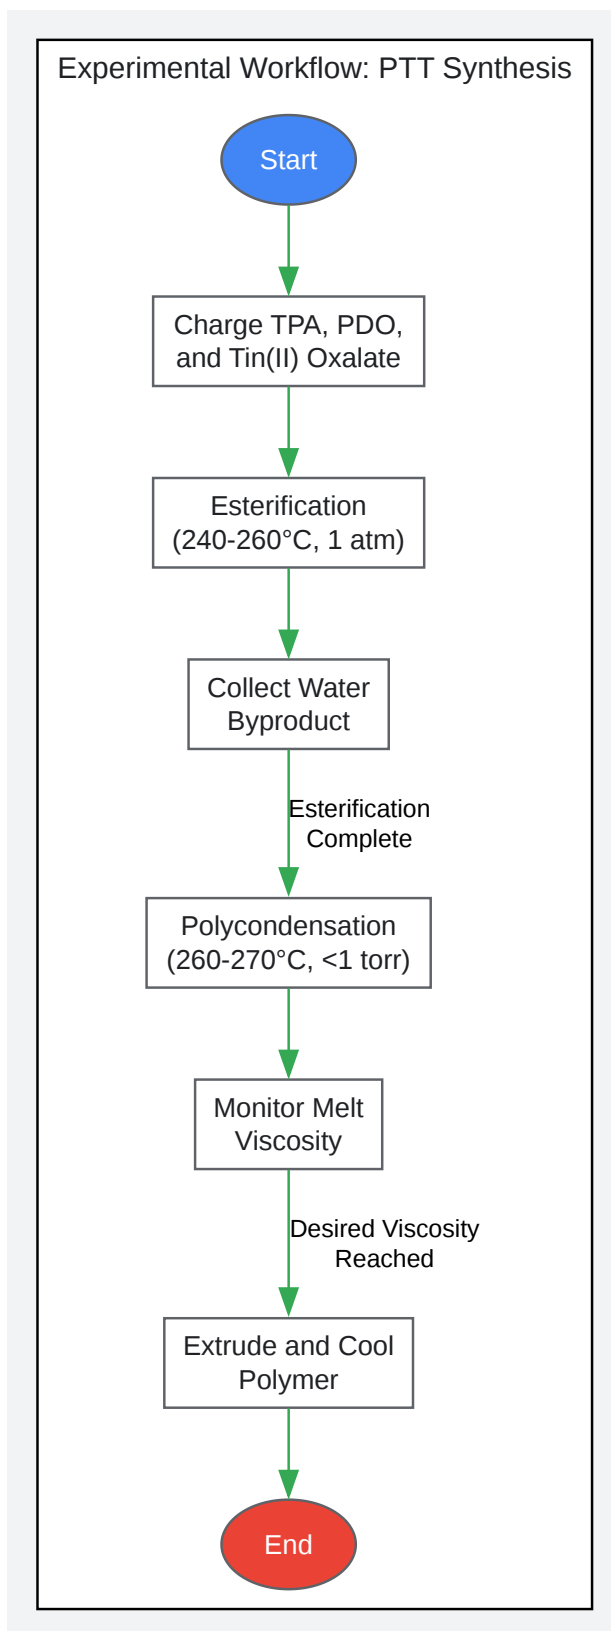 Experimental Workflow: PTT Synthesis
Start
Charge TPA, PDO,
and Tin(II) Oxalate
Esterification
(240-260°C, 1 atm)
Collect Water
Byproduct
Esterification
Complete
Polycondensation
(260-270°C, <1 torr)
Monitor Melt
Viscosity
Desired Viscosity
Reached
Extrude and Cool
Polymer
End